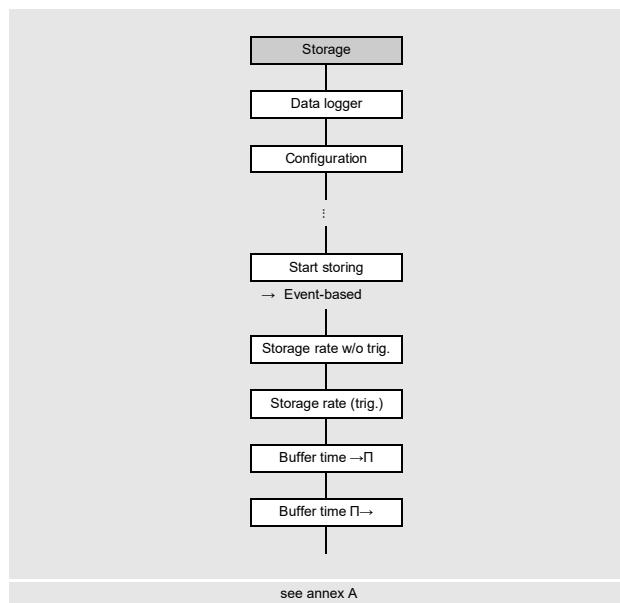 Storage
Data logger
Configuration
⋮
Start storing
→ Event-based
Storage rate w/o trig.
Storage rate (trig.)
Buffer time →Π
Buffer time Π→
see annex A